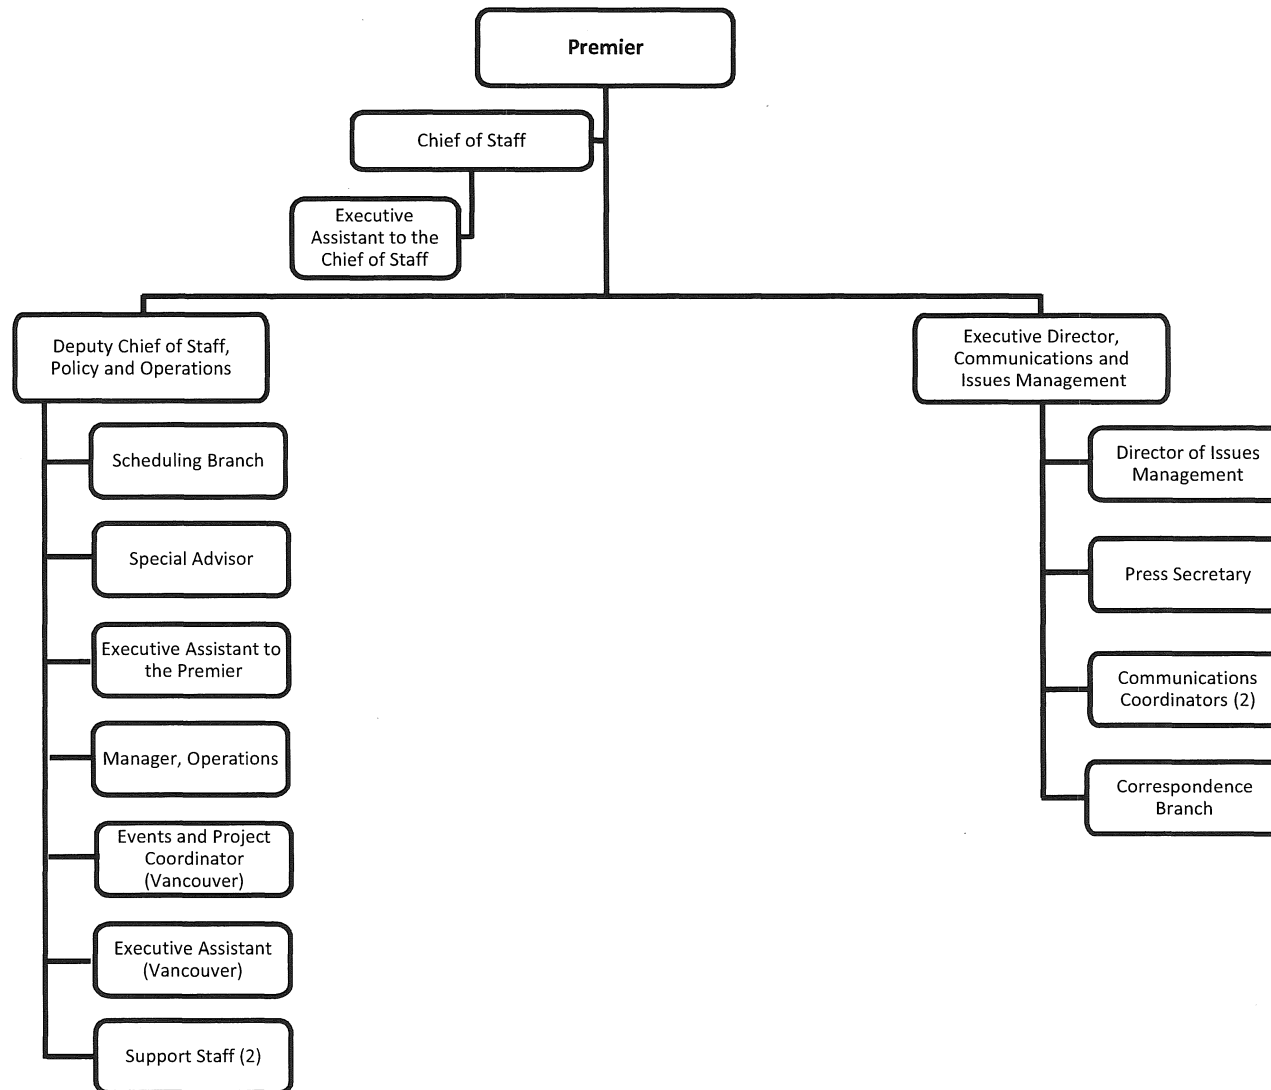 Premier
Chief of Staff
Executive
Assistant to the
Chief of Staff
Deputy Chief of Staff,
Policy and Operations
Executive Director,
Communications and
Issues Management
Scheduling Branch
Special Advisor
Executive Assistant to
the Premier
Manager, Operations
Events and Project
Coordinator
(Vancouver)
Executive Assistant
(Vancouver)
Support Staff (2)
Director of Issues
Management
Press Secretary
Communications
Coordinators (2)
Correspondence
Branch